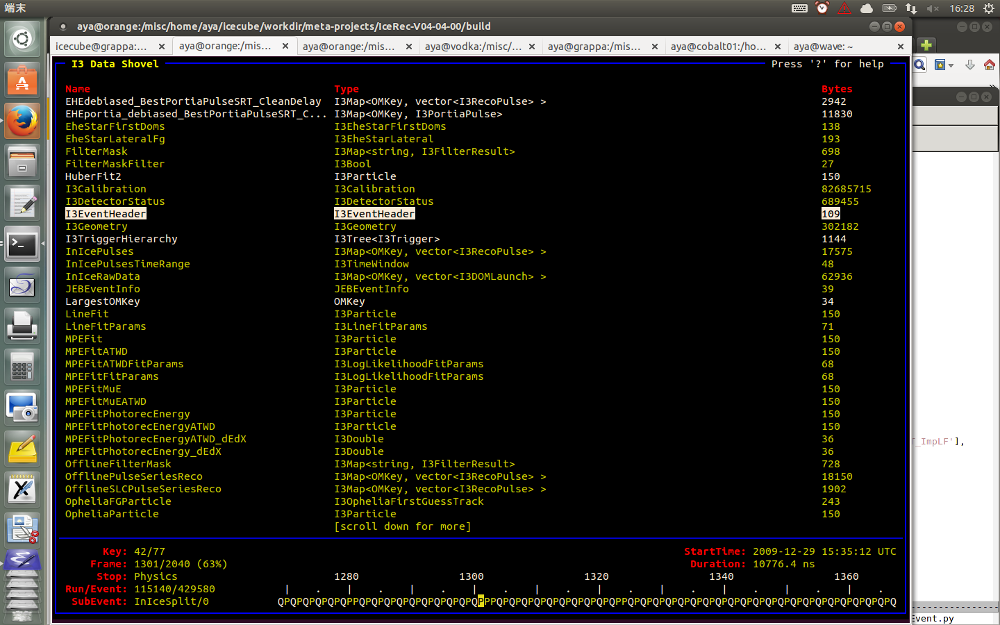 端末
16:28
aya@orange:/misc/home/aya/icecube/workdir/meta-projects/IceRec-V04-04-00/build
icecube@grappa:... aya@orange:/mis... aya@orange:/mis... aya@vodka:/misc/... aya@grappa:/mis... aya@cobalt01:/ho... aya@wave: ~
I3 Data Shovel Press '?' for help
Name Type Bytes
EHEdebiased_BestPortiaPulseSRT_CleanDelay I3Map<OMKey, vector<I3RecoPulse> > 2942
EHEportia_debiased_BestPortiaPulseSRT_C... I3Map<OMKey, I3PortiaPulse> 11830
EheStarFirstDoms I3EheStarFirstDoms 138
EheStarLateralFg I3EheStarLateral 193
FilterMask I3Map<string, I3FilterResult> 698
FilterMaskFilter I3Bool 27
HuberFit2 I3Particle 150
I3Calibration I3Calibration 82685715
I3DetectorStatus I3DetectorStatus 689455
I3EventHeader I3EventHeader 109
I3Geometry I3Geometry 302182
I3TriggerHierarchy I3Tree<I3Trigger> 1144
InIcePulses I3Map<OMKey, vector<I3RecoPulse> > 17575
InIcePulsesTimeRange I3TimeWindow 48
InIceRawData I3Map<OMKey, vector<I3DOMLaunch> > 62936
JEBEventInfo JEBEventInfo 39
LargestOMKey OMKey 34
LineFit I3Particle 150
LineFitParams I3LineFitParams 71
MPEFit I3Particle 150
MPEFitATWD I3Particle 150
MPEFitATWDFitParams I3LogLikelihoodFitParams 68
MPEFitFitParams I3LogLikelihoodFitParams 68
MPEFitMuE I3Particle 150
MPEFitMuEATWD I3Particle 150
MPEFitPhotorecEnergy I3Particle 150
MPEFitPhotorecEnergyATWD I3Particle 150
MPEFitPhotorecEnergyATWD_dEdX I3Double 36
MPEFitPhotorecEnergy_dEdX I3Double 36
OfflineFilterMask I3Map<string, I3FilterResult> 728
OfflinePulseSeriesReco I3Map<OMKey, vector<I3RecoPulse> > 18150
OfflineSLCPulseSeriesReco I3Map<OMKey, vector<I3RecoPulse> > 1902
OpheliaFGParticle I3OpheliaFirstGuessTrack 243
OpheliaParticle I3Particle 150
[scroll down for more]
Key: 42/77 StartTime: 2009-12-29 15:35:12 UTC
Frame: 1301/2040 (63%) Duration: 10776.4 ns
Stop: Physics 1280 1300 1320 1340 1360
Run/Event: 115140/429580 | . | . | . | . | . | . | . | . | . | .
SubEvent: InIceSplit/0 QPQPQPQPQPQPPQPQPQPQPQPQPQPQPQPQPPPQPQPQPQPQPQPQPQPQPQPPQPQPQPQPQPQPQPQPQPQPQPQPQPQPQPQPQPQPQPQPQPQ
_ImpLF'],
Event.py